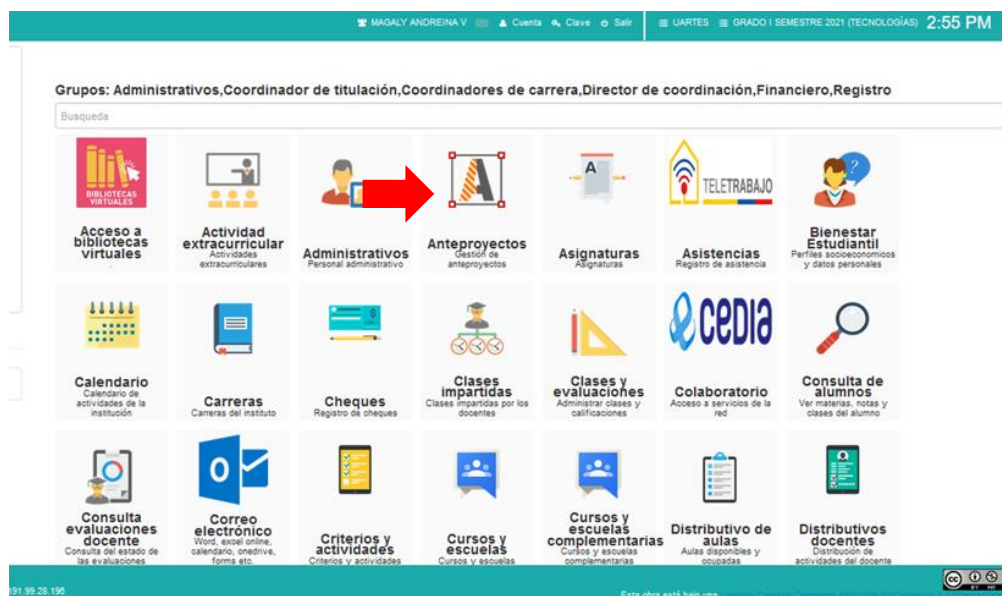 MAGALY ANDREINA V Cuenta Clave Salir UARTES GRADO I SEMESTRE 2021 (TECNOLOGÍAS) 2:55 PM
Grupos: Administrativos,Coordinador de titulación,Coordinadores de carrera,Director de coordinación,Financiero,Registro
Busqueda
BIBLIOTECAS
VIRTUALES
Acceso a
bibliotecas
virtuales
Actividad
extracurricular
Actividades
extracurriculares
Administrativos
Personal administrativo
A
Anteproyectos
Gestión de
anteproyectos
A
Asignaturas
Asignaturas
TELETRABAJO
Asistencias
Registro de asistencia
?
Bienestar
Estudiantil
Perfiles socioeconomicos
y datos personales
Calendario
Calendario de
actividades de la
institución
Carreras
Carreras del instituto
$
Cheques
Registro de cheques
Clases
impartidas
Clases impartidas por los
docentes
Clases y
evaluaciones
Administrar clases y
calificaciones
cedia
Colaboratorio
Acceso a servicios de la
red
Consulta de
alumnos
Ver materias, notas y
clases del alumno
Consulta
evaluaciones
docente
Consulta del estado de
las evaluaciones
O
Correo
electrónico
Word, excel online,
calendario, onedrive,
forms etc.
Criterios y
actividades
Criterios y actividades
Cursos y
escuelas
Cursos y escuelas
Cursos y
escuelas
complementarias
Cursos y escuelas
complementarias
Distributivo de
aulas
Aulas disponibles y
ocupadas
Distributivos
docentes
Distribución de
actividades del docente
191.99.28.196
Esta obra está bajo una
cc BY NC